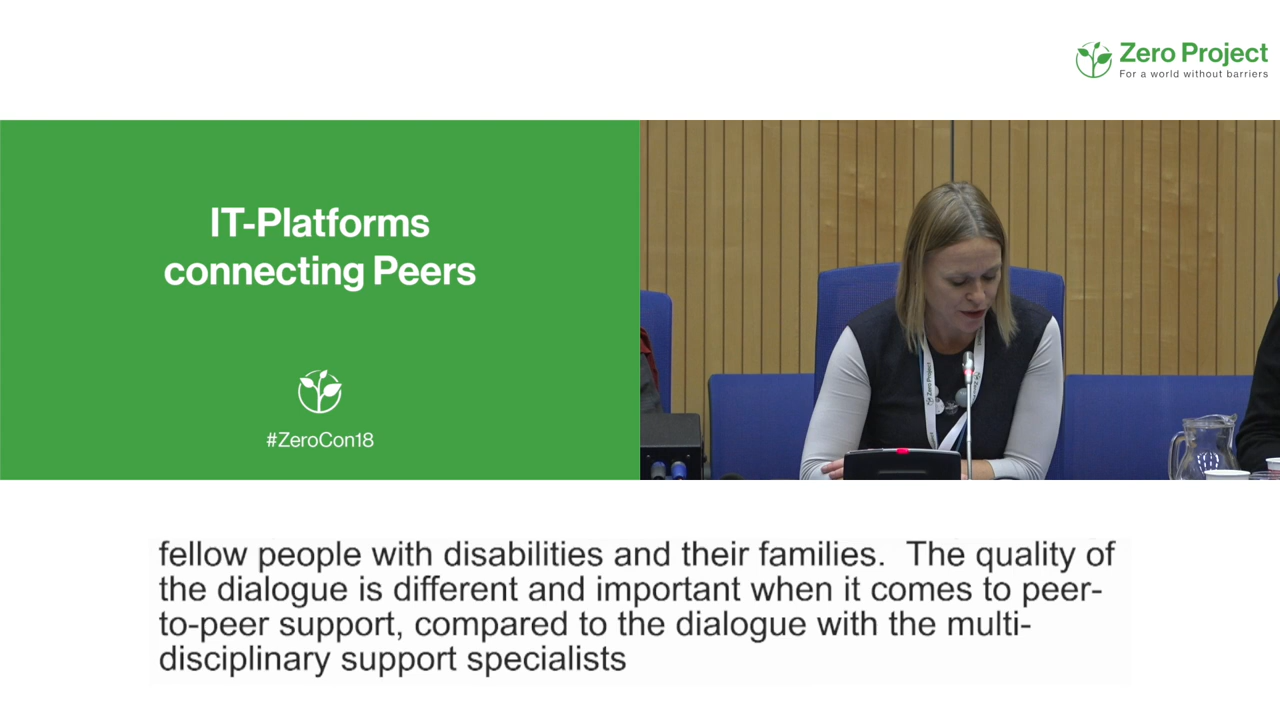 Zero Project
For a world without barriers
IT-Platforms
connecting Peers
#ZeroCon18
Zero Project
fellow people with disabilities and their families.  The quality of
the dialogue is different and important when it comes to peer-
to-peer support, compared to the dialogue with the multi-
disciplinary support specialists